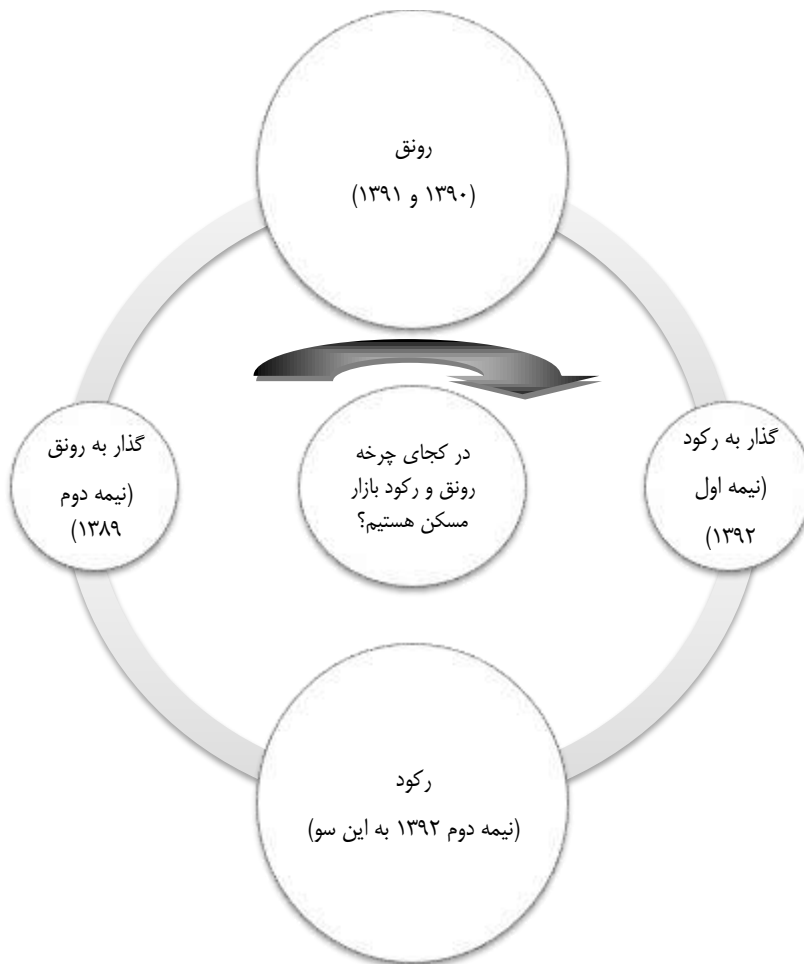 رونق
(۱۳۹۰ و ۱۳۹۱)
گذار به رکود
(نیمه اول
۱۳۹۲)
در کجای چرخه
رونق و رکود بازار
مسکن هستیم؟
گذار به رونق
(نیمه دوم
۱۳۸۹)
رکود
(نیمه دوم ۱۳۹۲ به این سو)